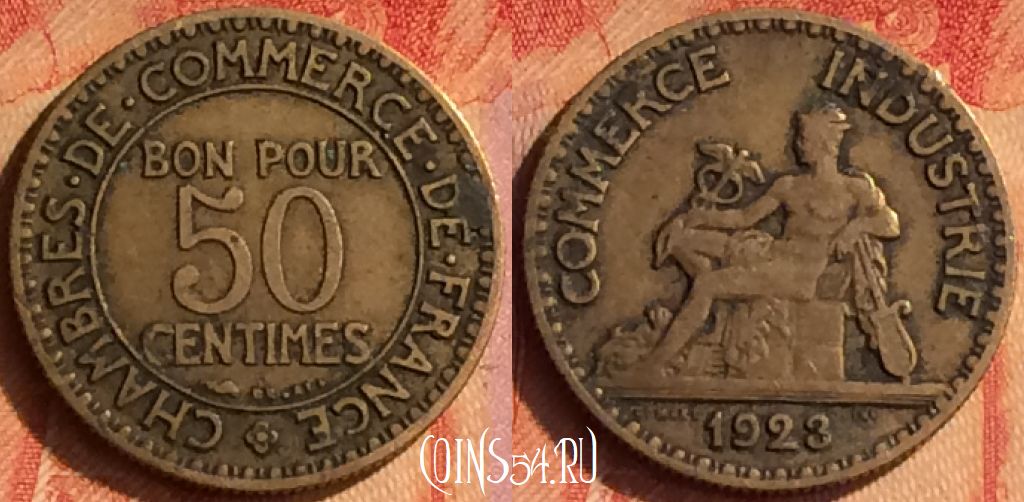 CHAMBRES·DE·COMMERCE·DE·FRANCE
BON POUR
50
CENTIMES
COMMERCE INDUSTRIE
1923
COINS54.RU